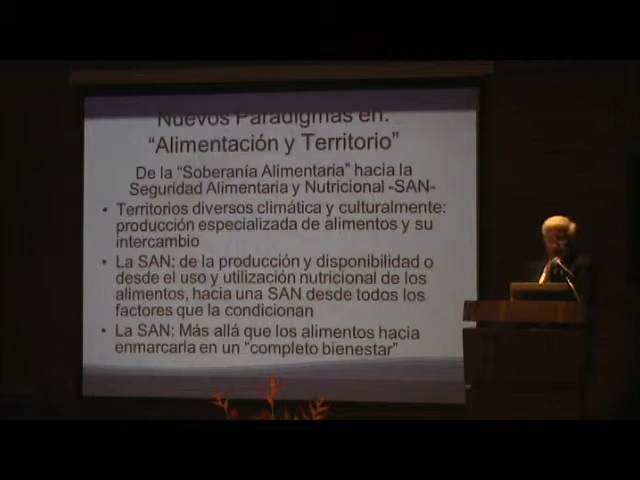 Nuevos Paradigmas en:
“Alimentación y Territorio”
De la “Soberanía Alimentaria” hacia la
Seguridad Alimentaria y Nutricional -SAN-
• Territorios diversos climática y culturalmente:
producción especializada de alimentos y su
intercambio
• La SAN: de la producción y disponibilidad o
desde el uso y utilización nutricional de los
alimentos, hacia una SAN desde todos los
factores que la condicionan
• La SAN: Más allá que los alimentos hacia
enmarcarla en un “completo bienestar”